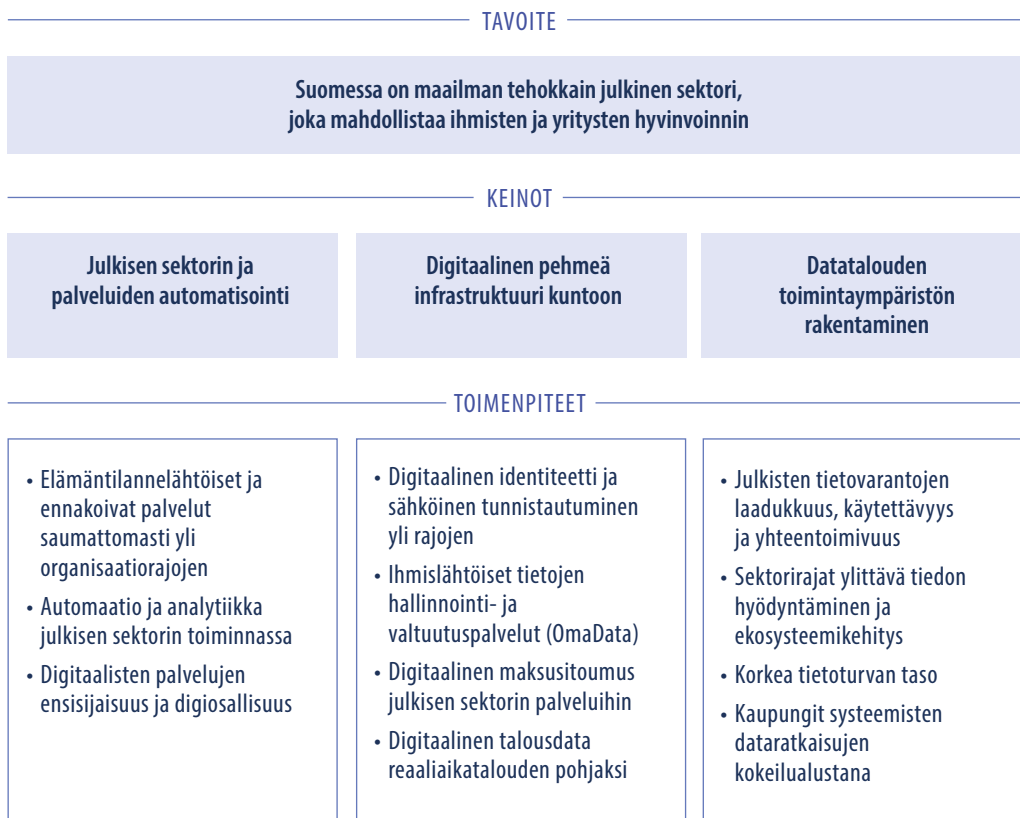 TAVOITE
Suomessa on maailman tehokkain julkinen sektori,
joka mahdollistaa ihmisten ja yritysten hyvinvoinnin
KEINOT
Julkisen sektorin ja
palveluiden automatisointi
Digitaalinen pehmeä
infrastruktuuri kuntoon
Datatalouden
toimintaympäristön
rakentaminen
TOIMENPITEET
• Elämäntilannelähtöiset ja
ennakoivat palvelut
saumattomasti yli
organisaatiorajojen
• Automaatio ja analytiikka
julkisen sektorin toiminnassa
• Digitaalisten palvelujen
ensisijaisuus ja digiosallisuus
• Digitaalinen identiteetti ja
sähköinen tunnistautuminen
yli rajojen
• Ihmislähtöiset tietojen
hallinnointi- ja
valtuutuspalvelut (OmaData)
• Digitaalinen maksusitoumus
julkisen sektorin palveluihin
• Digitaalinen talousdata
reaaliaikatalouden pohjaksi
• Julkisten tietovarantojen
laadukkuus, käytettävyys
ja yhteentoimivuus
• Sektorirajat ylittävä tiedon
hyödyntäminen ja
ekosysteemikehitys
• Korkea tietoturvan taso
• Kaupungit systeemisten
dataratkaisujen
kokeilualustana